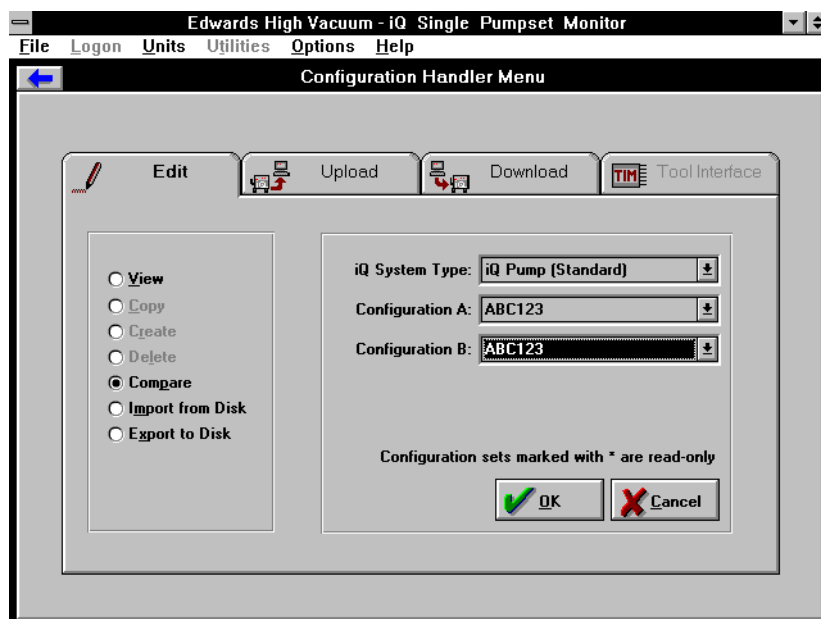 Edwards High Vacuum - iQ Single Pumpset Monitor
File Logon Units Utilities Options Help
Configuration Handler Menu
Edit
Upload
Download
TIM
Tool Interface
View
Copy
Create
Delete
Compare
Import from Disk
Export to Disk
iQ System Type: iQ Pump (Standard)
Configuration A: ABC123
Configuration B: ABC123
Configuration sets marked with * are read-only
OK
Cancel